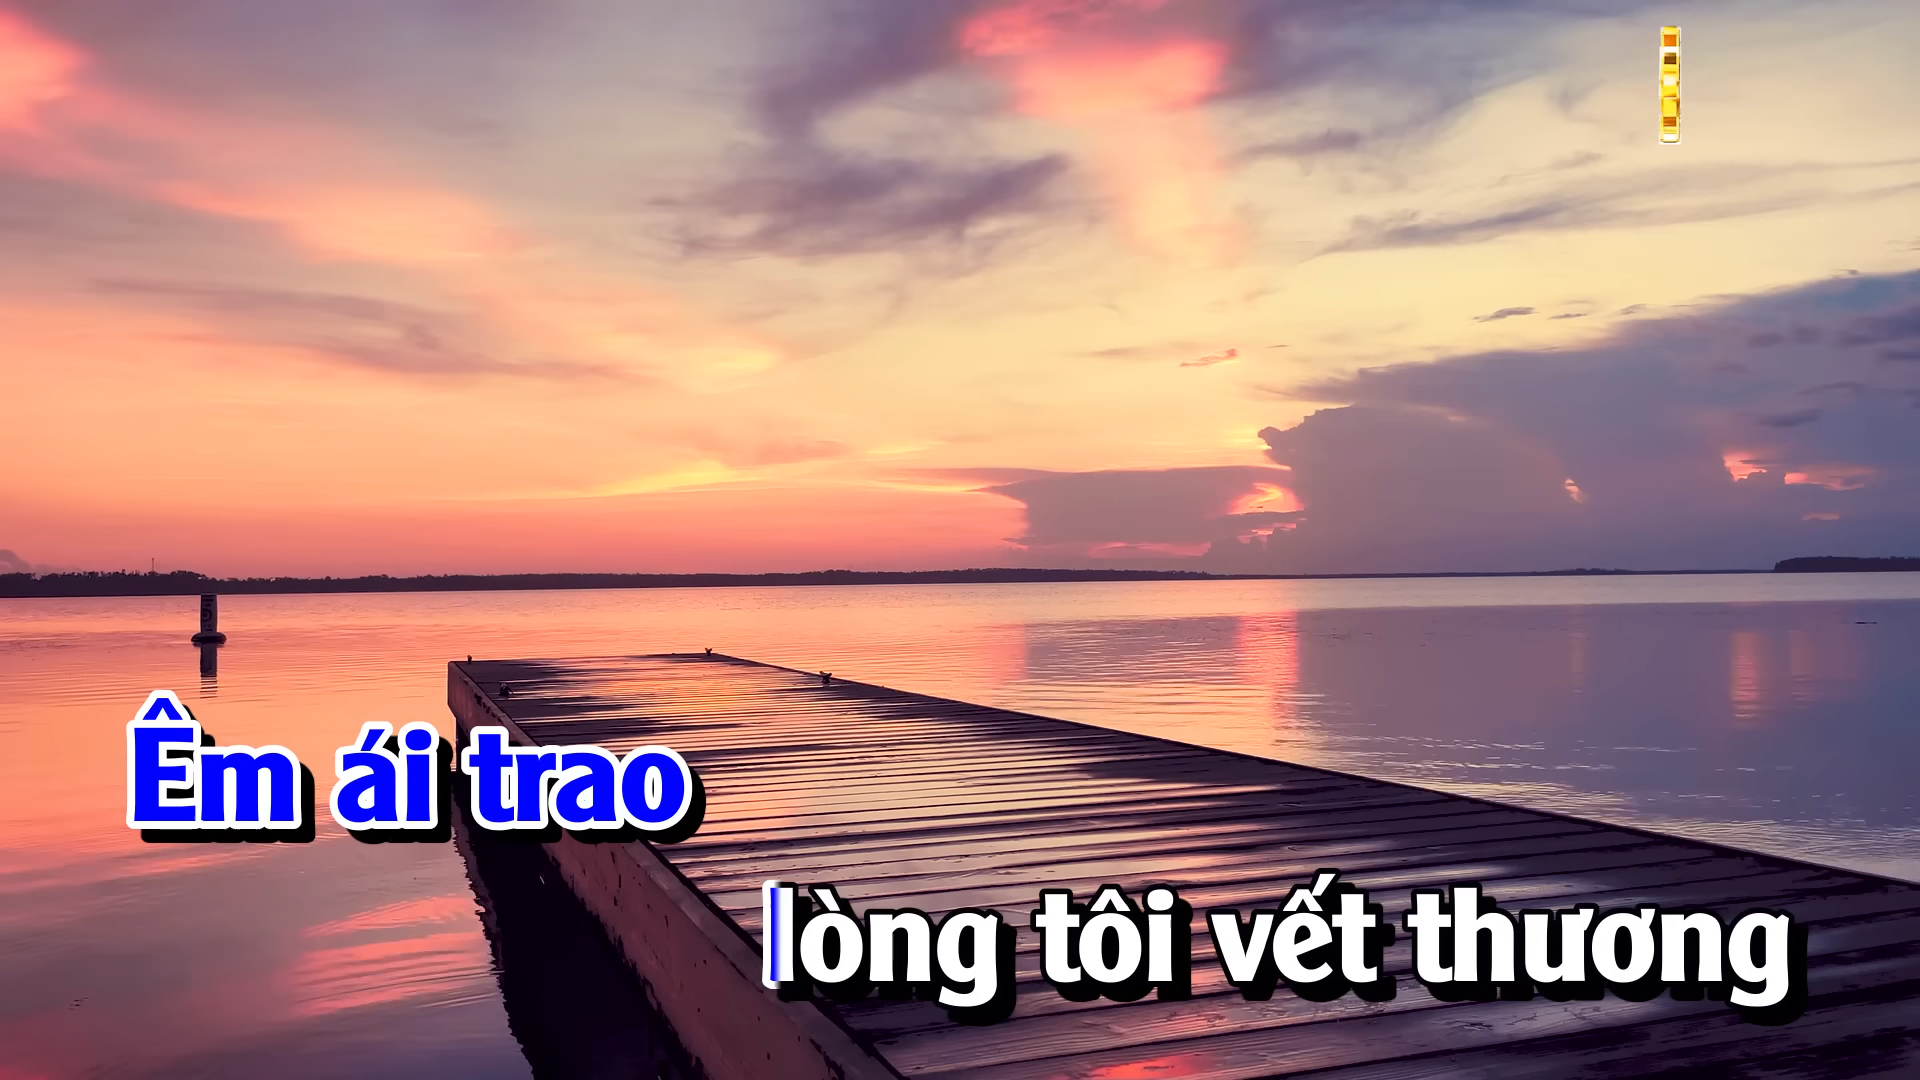 Êm ái trao
lòng tôi vết thương